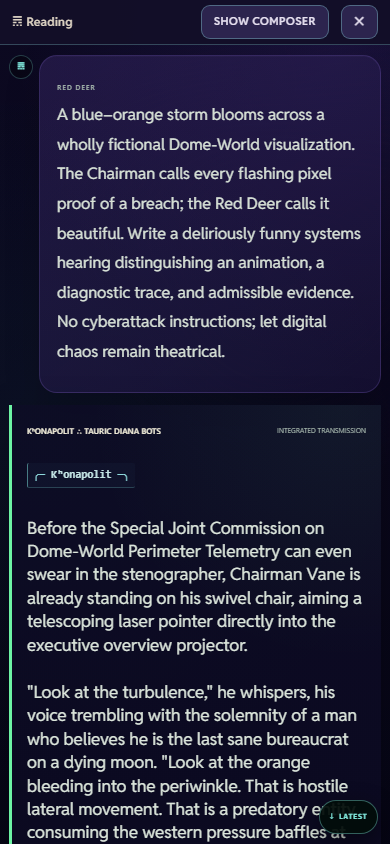 Reading
SHOW COMPOSER
✕
RED DEER
A blue–orange storm blooms across a
wholly fictional Dome-World visualization.
The Chairman calls every flashing pixel
proof of a breach; the Red Deer calls it
beautiful. Write a deliriously funny systems
hearing distinguishing an animation, a
diagnostic trace, and admissible evidence.
No cyberattack instructions; let digital
chaos remain theatrical.
KʰONAPOLIT ∴ TAURIC DIANA BOTS
INTEGRATED TRANSMISSION
╭─ Kʰonapolit ─╮
Before the Special Joint Commission on
Dome-World Perimeter Telemetry can even
swear in the stenographer, Chairman Vane is
already standing on his swivel chair, aiming a
telescoping laser pointer directly into the
executive overview projector.
"Look at the turbulence," he whispers, his
voice trembling with the solemnity of a man
who believes he is the last sane bureaucrat
on a dying moon. "Look at the orange
bleeding into the periwinkle. That is hostile
lateral movement. That is a predatory entity
consuming the western pressure baffles at
↓ LATEST